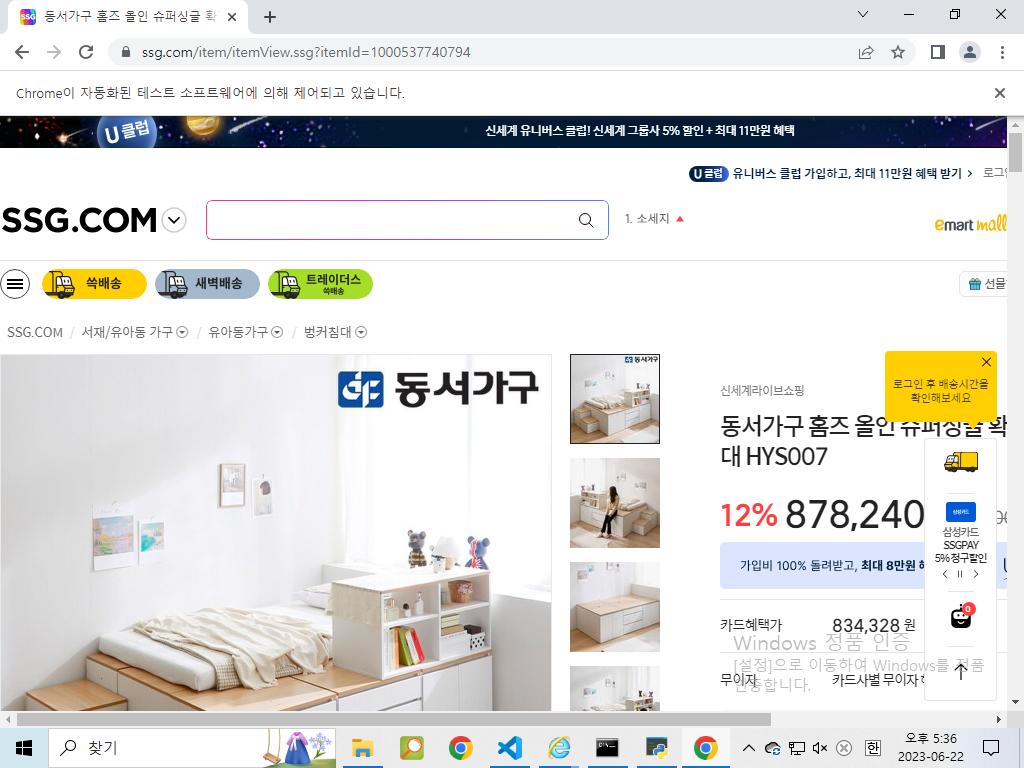 동서가구 홈즈 올인 슈퍼싱글 확
ssg.com/item/itemView.ssg?itemId=1000537740794
Chrome이 자동화된 테스트 소프트웨어에 의해 제어되고 있습니다.
U 클럽
신세계 유니버스 클럽! 신세계 그룹사 5% 할인 + 최대 11만원 혜택
U 클럽 유니버스 클럽 가입하고, 최대 11만원 혜택 받기 > 로그인
SSG.COM
1. 소세지
emart mall
쓱배송
새벽배송
트레이더스
쓱배송
선물
SSG.COM / 서재/유아동 가구 / 유아동가구 / 벙커침대
동서가구
로그인 후 배송시간을
확인해보세요
신세계라이브쇼핑
동서가구 홈즈 올인 슈퍼싱글 확
대 HYS007
12% 878,240
삼성카드
삼성카드
SSGPAY
5% 청구할인
가입비 100% 돌려받고, 최대 8만원 혜
0
카드혜택가 834,328 원
Windows 정품 인증
[설정]으로 이동하여 Windows를 정품
인증합니다.
무이자 카드사별 무이자
찾기
오후 5:36
2023-06-22